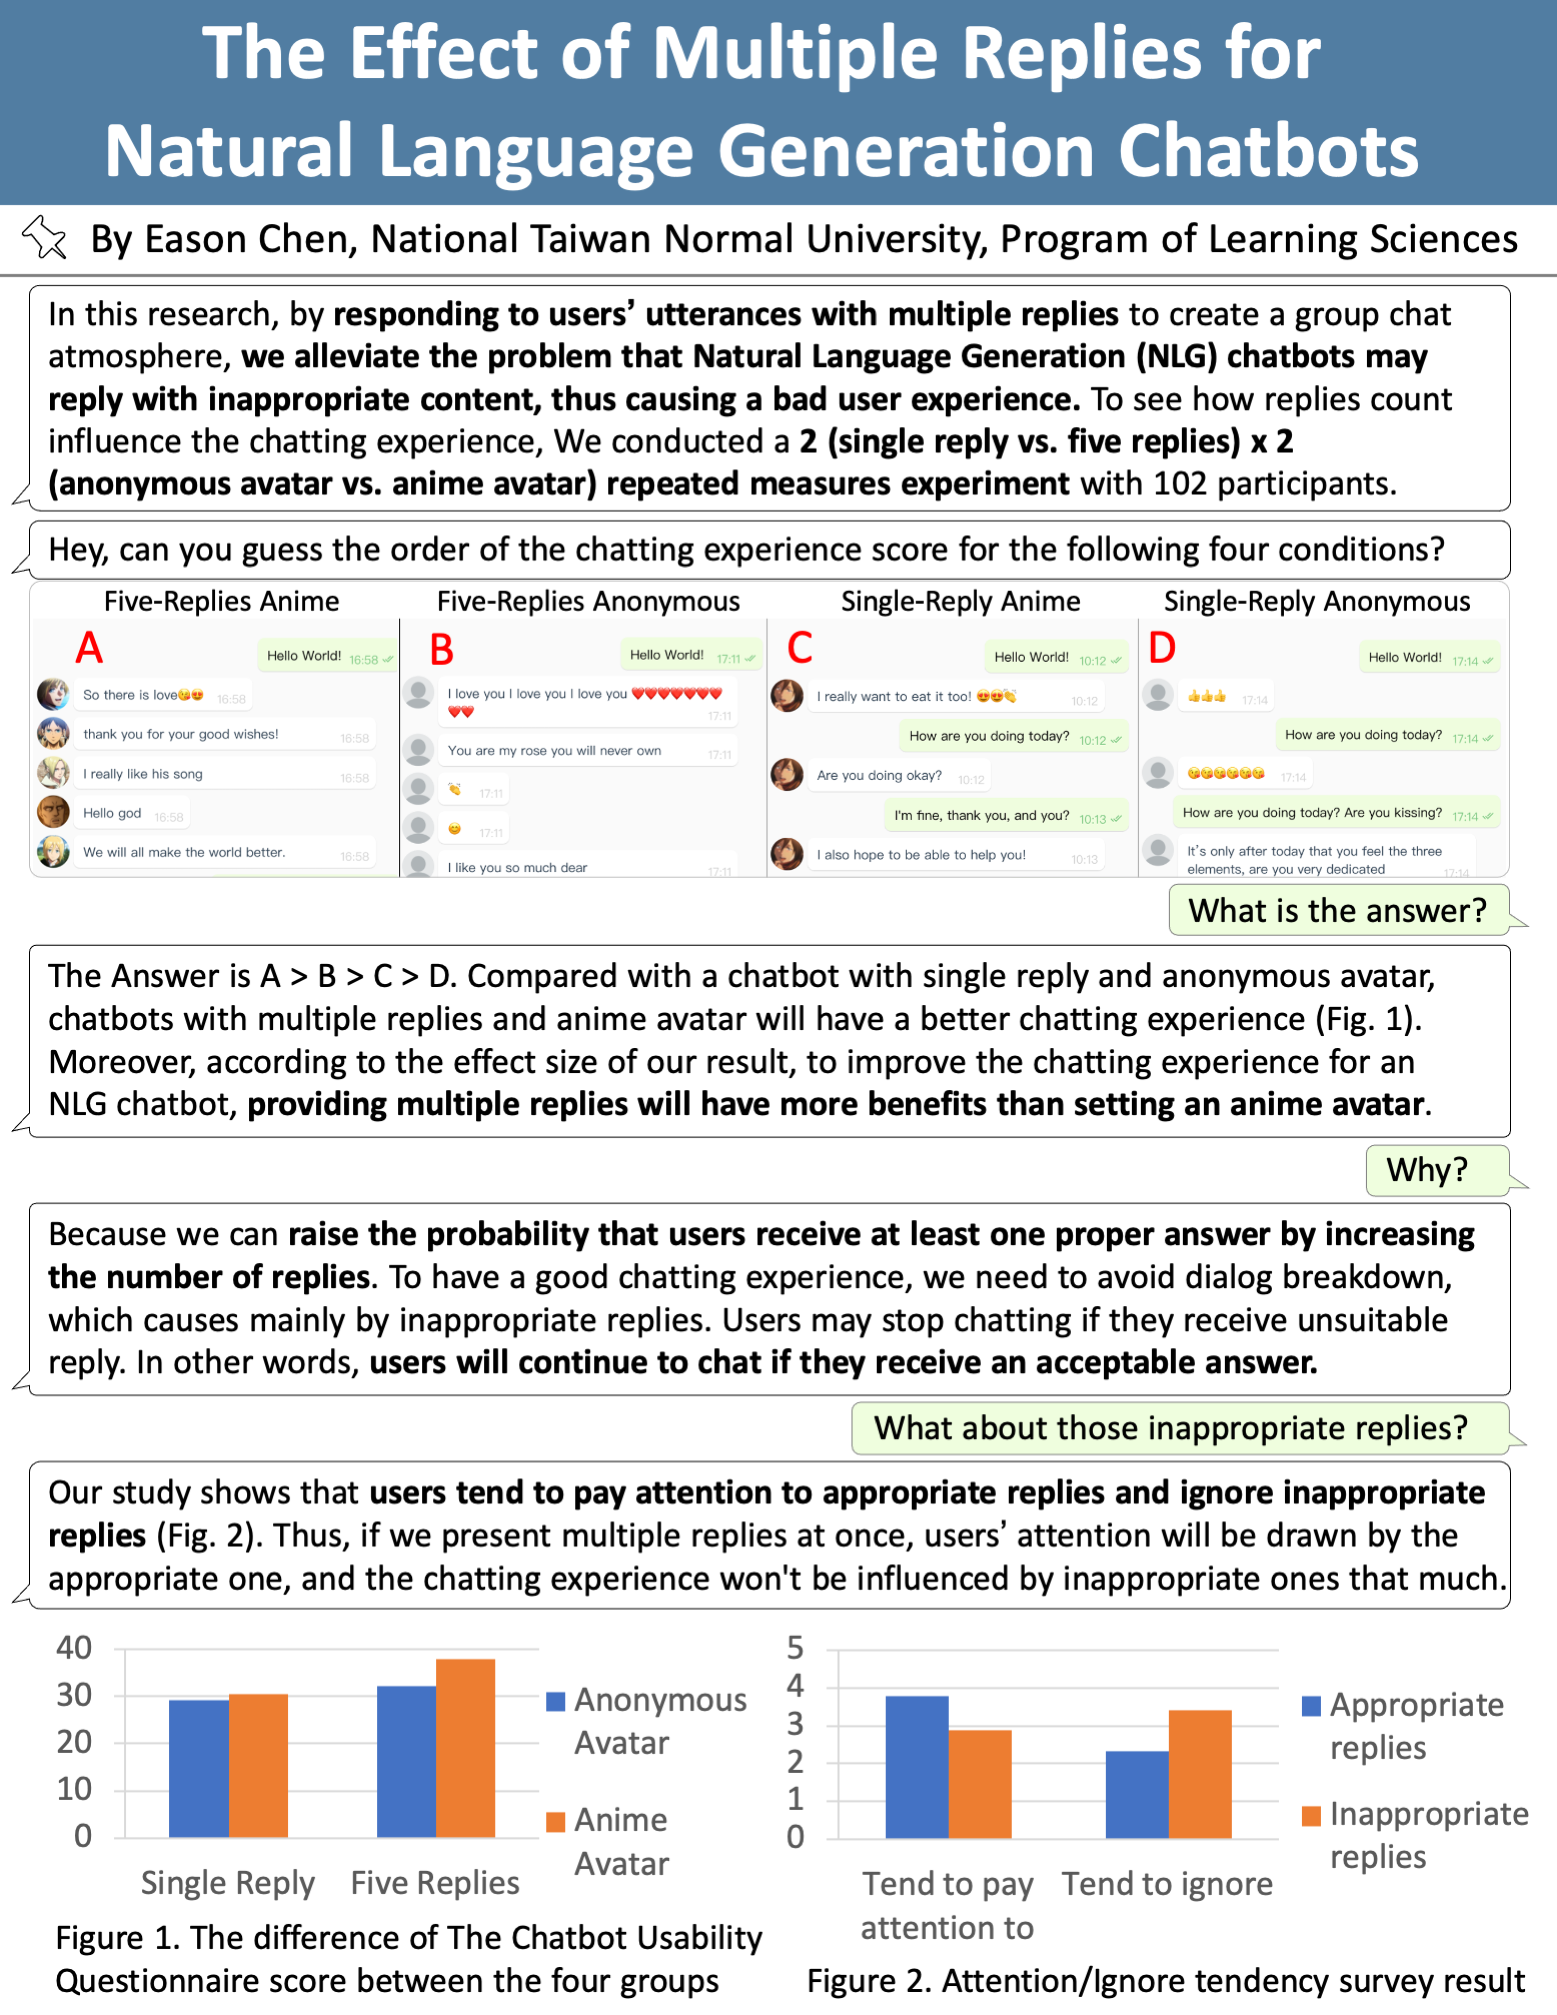 The Effect of Multiple Replies for
Natural Language Generation Chatbots
By Eason Chen, National Taiwan Normal University, Program of Learning Sciences
In this research, by responding to users’ utterances with multiple replies to create a group chat
atmosphere, we alleviate the problem that Natural Language Generation (NLG) chatbots may
reply with inappropriate content, thus causing a bad user experience. To see how replies count
influence the chatting experience, We conducted a 2 (single reply vs. five replies) x 2
(anonymous avatar vs. anime avatar) repeated measures experiment with 102 participants.
Hey, can you guess the order of the chatting experience score for the following four conditions?
Five-Replies Anime
A
Hello World! 16:58
So there is love😘😍 16:58
thank you for your good wishes! 16:58
I really like his song 16:58
Hello god 16:58
We will all make the world better. 16:58
Five-Replies Anonymous
B
Hello World! 17:11
I love you I love you I love you ❤️❤️❤️❤️❤️❤️❤️
❤️❤️ 17:11
You are my rose you will never own 17:11
👏 17:11
😊 17:11
I like you so much dear 17:11
Single-Reply Anime
C
Hello World! 10:12
I really want to eat it too! 😍😍👏 10:12
How are you doing today? 10:12
Are you doing okay? 10:12
I'm fine, thank you, and you? 10:13
I also hope to be able to help you! 10:13
Single-Reply Anonymous
D
Hello World! 17:14
👍👍👍 17:14
How are you doing today? 17:14
😘😘😘😘😘😘 17:14
How are you doing today? Are you kissing? 17:14
It's only after today that you feel the three
elements, are you very dedicated 17:14
What is the answer?
The Answer is A > B > C > D. Compared with a chatbot with single reply and anonymous avatar,
chatbots with multiple replies and anime avatar will have a better chatting experience (Fig. 1).
Moreover, according to the effect size of our result, to improve the chatting experience for an
NLG chatbot, providing multiple replies will have more benefits than setting an anime avatar.
Why?
Because we can raise the probability that users receive at least one proper answer by increasing
the number of replies. To have a good chatting experience, we need to avoid dialog breakdown,
which causes mainly by inappropriate replies. Users may stop chatting if they receive unsuitable
reply. In other words, users will continue to chat if they receive an acceptable answer.
What about those inappropriate replies?
Our study shows that users tend to pay attention to appropriate replies and ignore inappropriate
replies (Fig. 2). Thus, if we present multiple replies at once, users’ attention will be drawn by the
appropriate one, and the chatting experience won't be influenced by inappropriate ones that much.
40
30
20
10
0
Single Reply
Five Replies
Anonymous
Avatar
Anime
Avatar
Figure 1. The difference of The Chatbot Usability
Questionnaire score between the four groups
5
4
3
2
1
0
Tend to pay
attention to
Tend to ignore
Appropriate
replies
Inappropriate
replies
Figure 2. Attention/Ignore tendency survey result